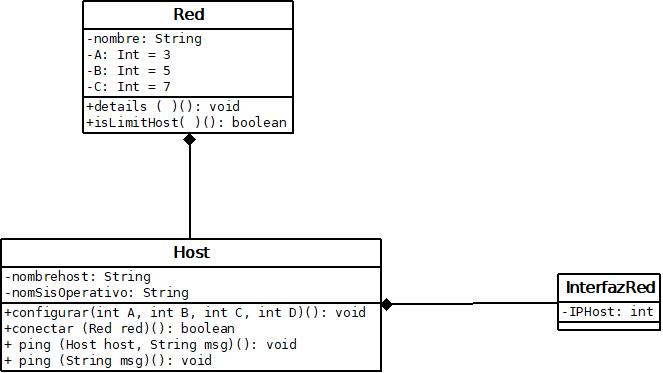 Red
-nombre: String
-A: Int = 3
-B: Int = 5
-C: Int = 7
+details ( )(): void
+isLimitHost( )(): boolean
Host
-nombrehost: String
-nomSisOperativo: String
+configurar(int A, int B, int C, int D)(): void
+conectar (Red red)(): boolean
+ ping (Host host, String msg)(): void
+ ping (String msg)(): void
InterfazRed
-IPHost: int